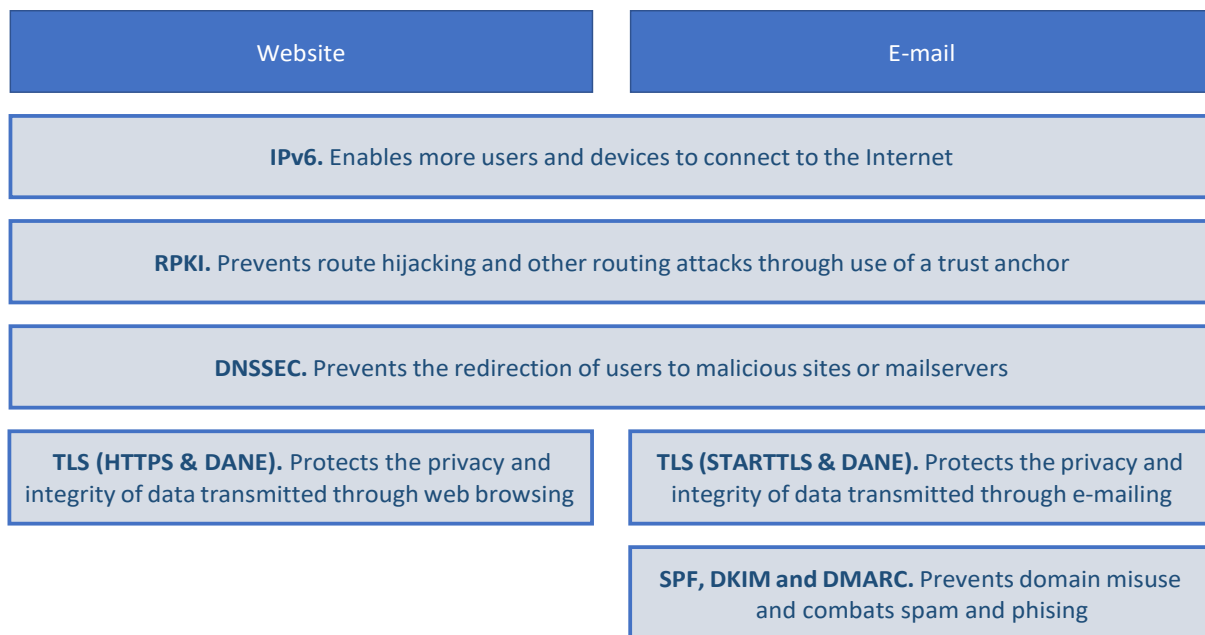 Website
E-mail
IPv6. Enables more users and devices to connect to the Internet
RPKI. Prevents route hijacking and other routing attacks through use of a trust anchor
DNSSEC. Prevents the redirection of users to malicious sites or mailservers
TLS (HTTPS & DANE). Protects the privacy and
integrity of data transmitted through web browsing
TLS (STARTTLS & DANE). Protects the privacy and
integrity of data transmitted through e-mailing
SPF, DKIM and DMARC. Prevents domain misuse
and combats spam and phising